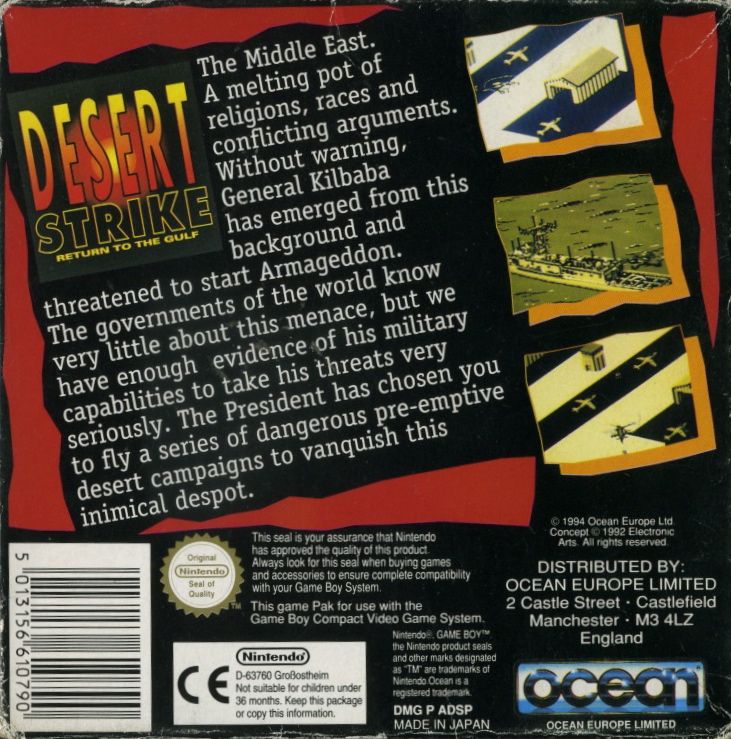 DESERT
STRIKE
RETURN TO THE GULF
The Middle East.
A melting pot of
religions, races and
conflicting arguments.
Without warning,
General Kilbaba
has emerged from this
background and
threatened to start Armageddon.
The governments of the world know
very little about this menace, but we
have enough evidence of his military
capabilities to take his threats very
seriously. The President has chosen you
to fly a series of dangerous pre-emptive
desert campaigns to vanquish this
inimical despot.
© 1994 Ocean Europe Ltd
Concept © 1992 Electronic
Arts. All rights reserved.
DISTRIBUTED BY:
OCEAN EUROPE LIMITED
2 Castle Street · Castlefield
Manchester · M3 4LZ
England
ocean
OCEAN EUROPE LIMITED
5 013156 610790
Original
Nintendo
Seal of
Quality
TM
This seal is your assurance that Nintendo
has approved the quality of this product.
Always look for this seal when buying games
and accessories to ensure complete compatibility
with your Game Boy System.
This game Pak for use with the
Game Boy Compact Video Game System.
CE
Nintendo®
D-63760 Großostheim
Not suitable for children under
36 months. Keep this package
or copy this information.
Nintendo®, GAME BOY™
the Nintendo product seals
and other marks designated
as "TM" are trademarks of
Nintendo.Ocean is a
registered trademark.
DMG P ADSP
MADE IN JAPAN